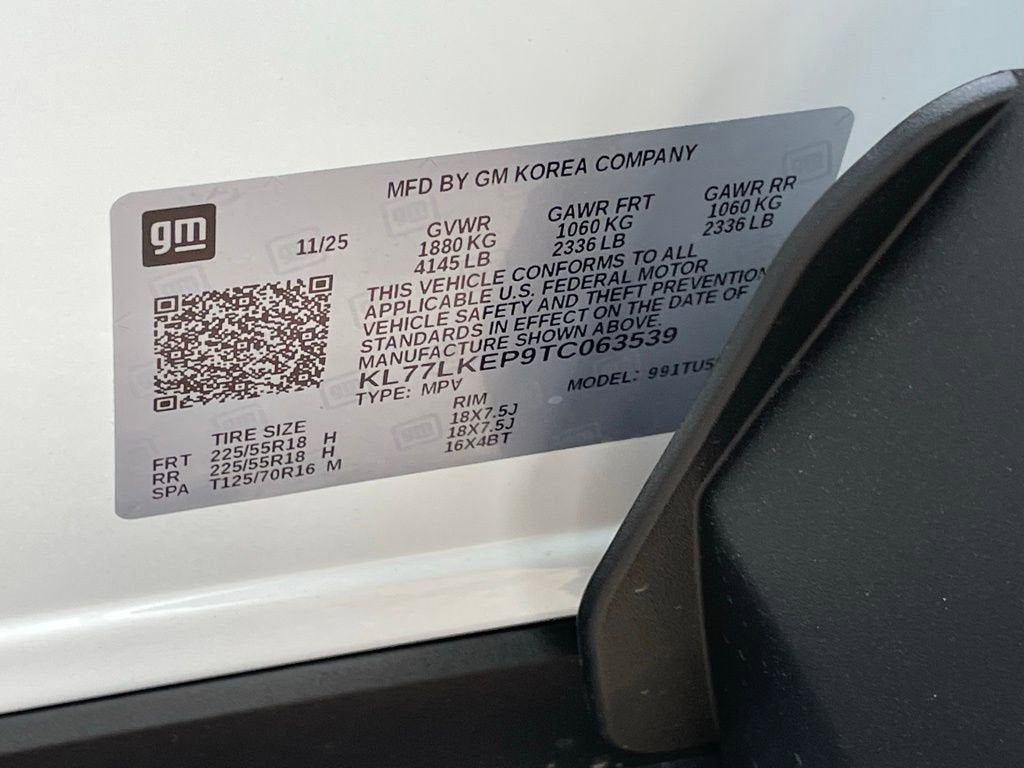 MFD BY GM KOREA COMPANY
gm
11/25
GVWR GAWR FRT GAWR RR
1880 KG 1060 KG 1060 KG
4145 LB 2336 LB 2336 LB
THIS VEHICLE CONFORMS TO ALL
APPLICABLE U.S. FEDERAL MOTOR
VEHICLE SAFETY AND THEFT PREVENTION
STANDARDS IN EFFECT ON THE DATE OF
MANUFACTURE SHOWN ABOVE.
KL77LKEP9TC063539
TYPE: MPV MODEL: 991TU5
TIRE SIZE RIM
FRT 225/55R18 H 18X7.5J
RR 225/55R18 H 18X7.5J
SPA T125/70R16 M 16X4BT